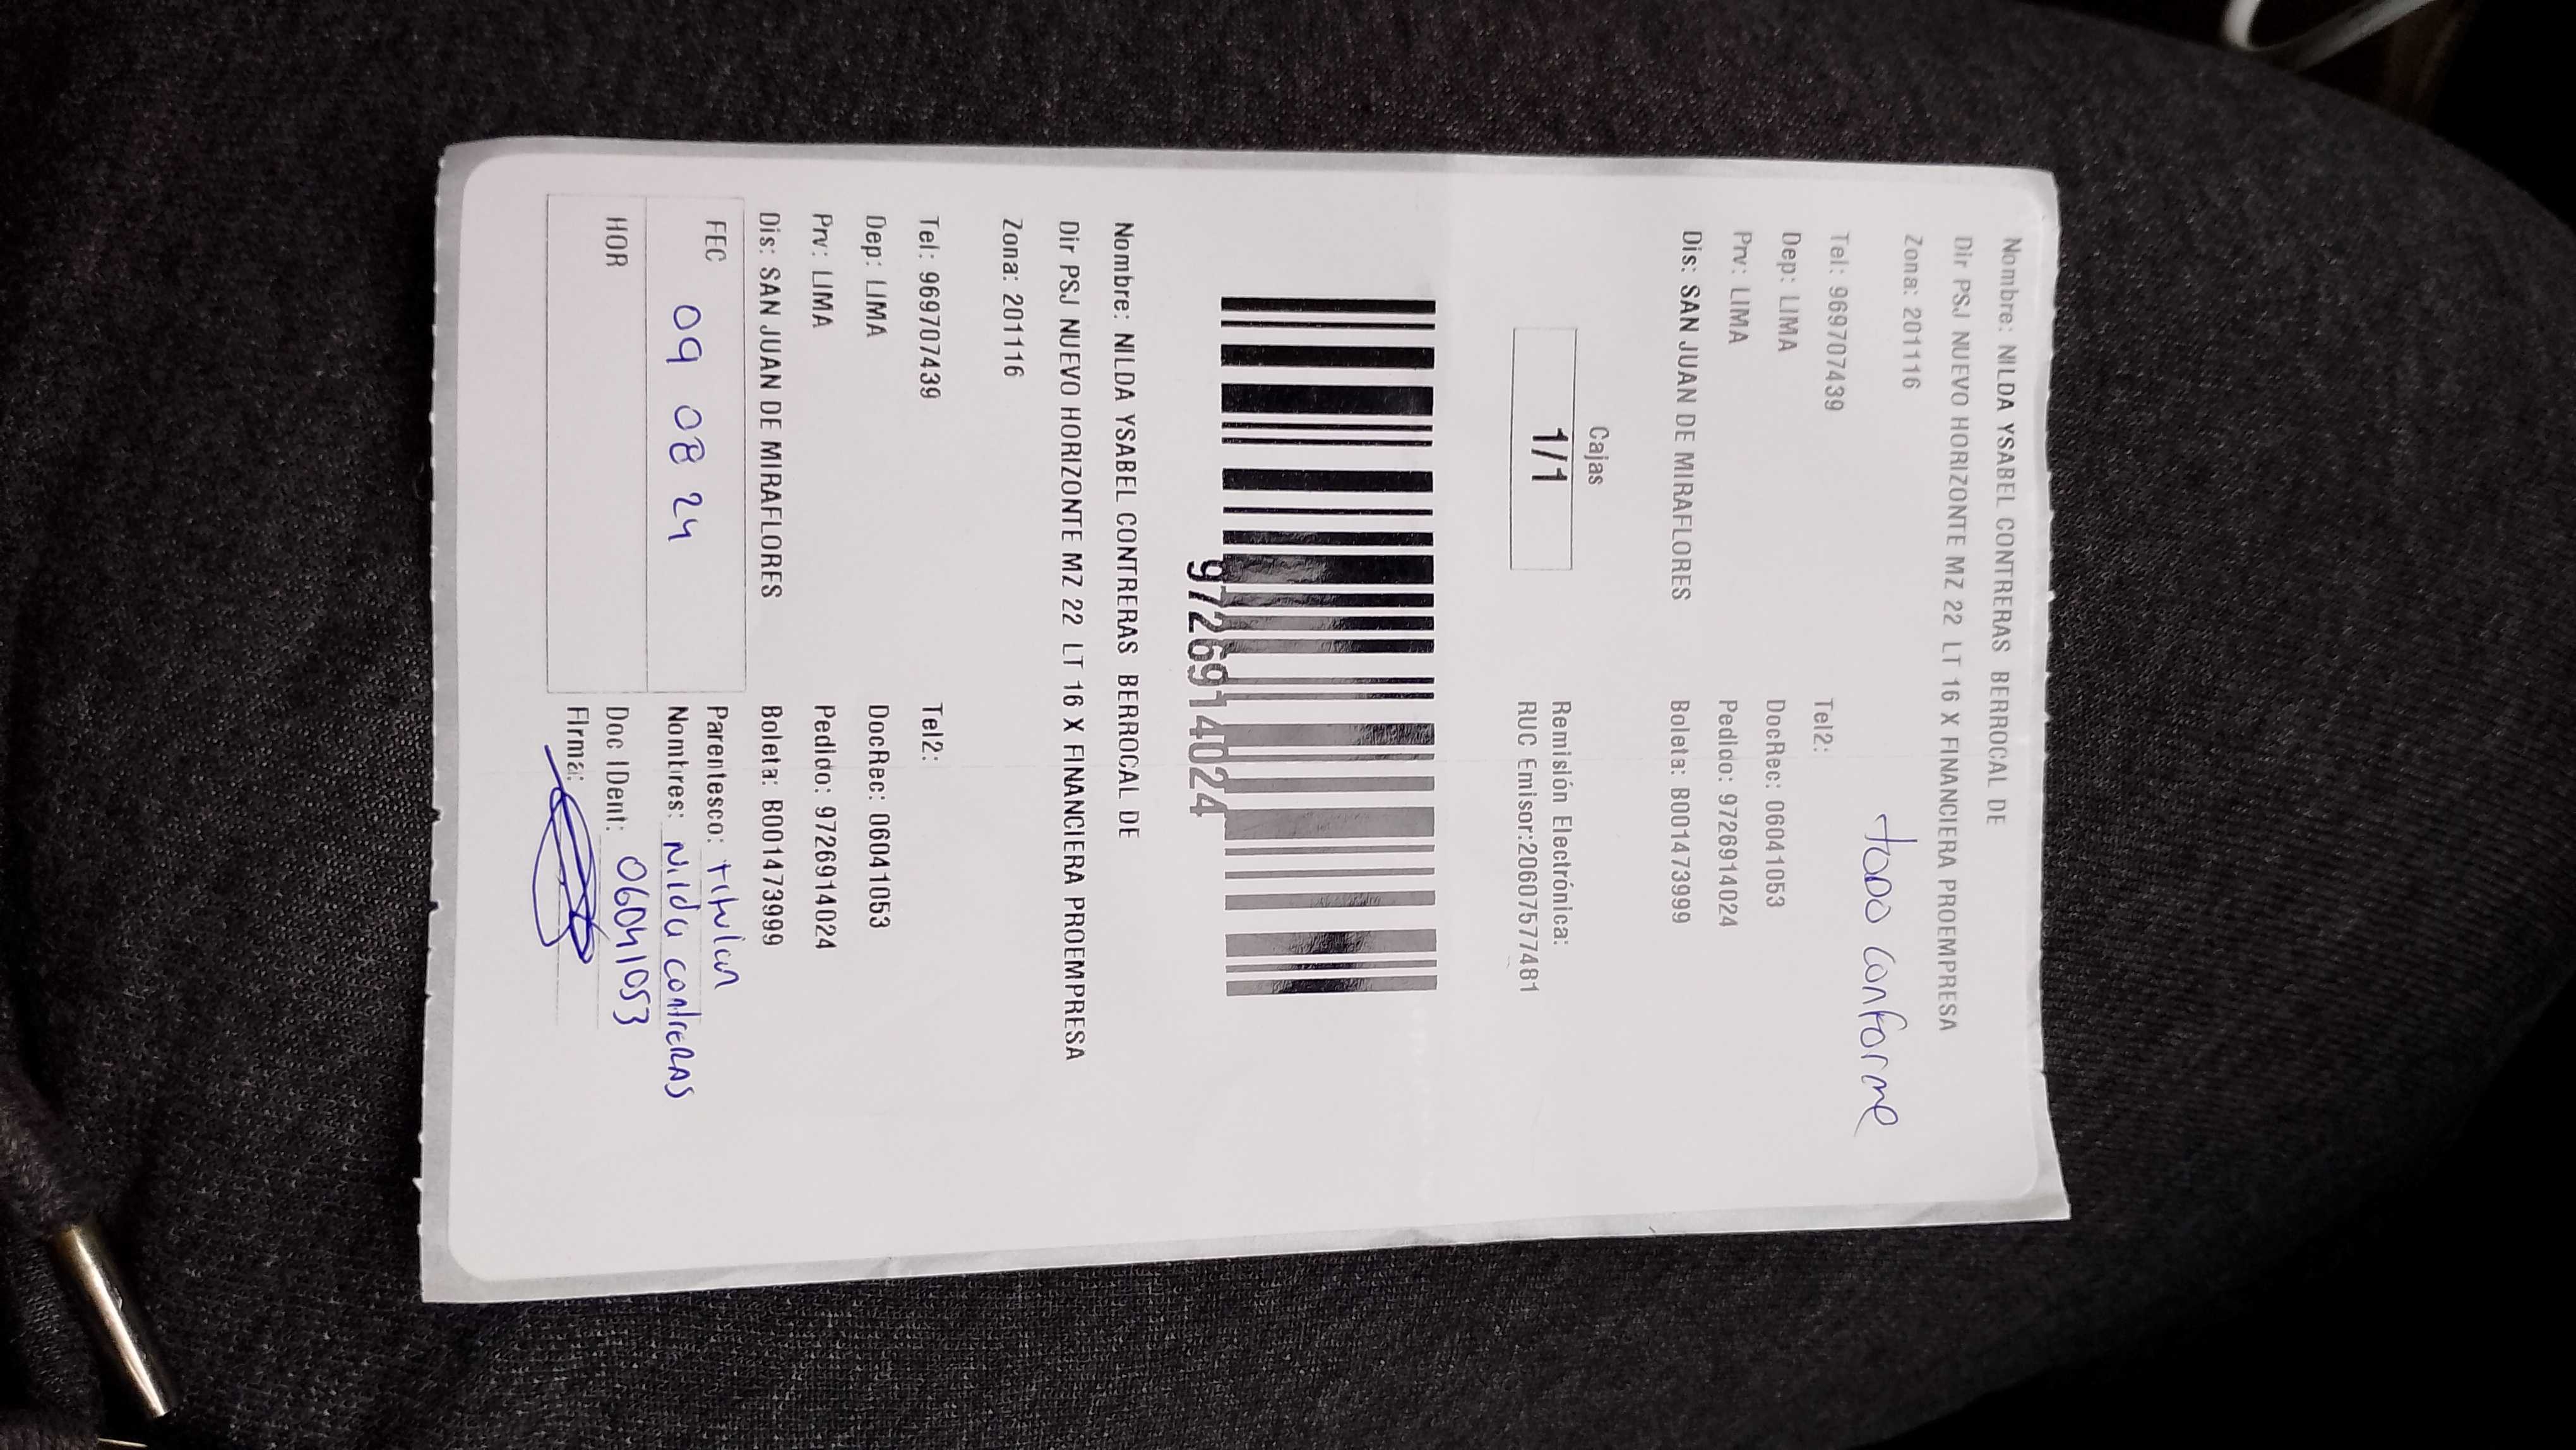 Nombre: NILDA YSABEL CONTRERAS BERROCAL DE
Dir PSJ NUEVO HORIZONTE MZ 22 LT 16 X FINANCIERA PROEMPRESA
Zona: 201116
todo conforme
Tel: 969707439 Tel2:
Dep: LIMA DocRec: 06041053
Prv: LIMA Pedido: 9726914024
Dis: SAN JUAN DE MIRAFLORES Boleta: B001473999
Cajas
1/1
Remisión Electrónica:
RUC Emisor:20607577481
9726914024
Nombre: NILDA YSABEL CONTRERAS BERROCAL DE
Dir PSJ NUEVO HORIZONTE MZ 22 LT 16 X FINANCIERA PROEMPRESA
Zona: 201116
Tel: 969707439 Tel2:
Dep: LIMA DocRec: 06041053
Prv: LIMA Pedido: 9726914024
Dis: SAN JUAN DE MIRAFLORES Boleta: B001473999
FEC 09 08 24 Parentesco: titular
Nombres: Nilda contreras
HOR Doc IDent: 06041053
Firma: